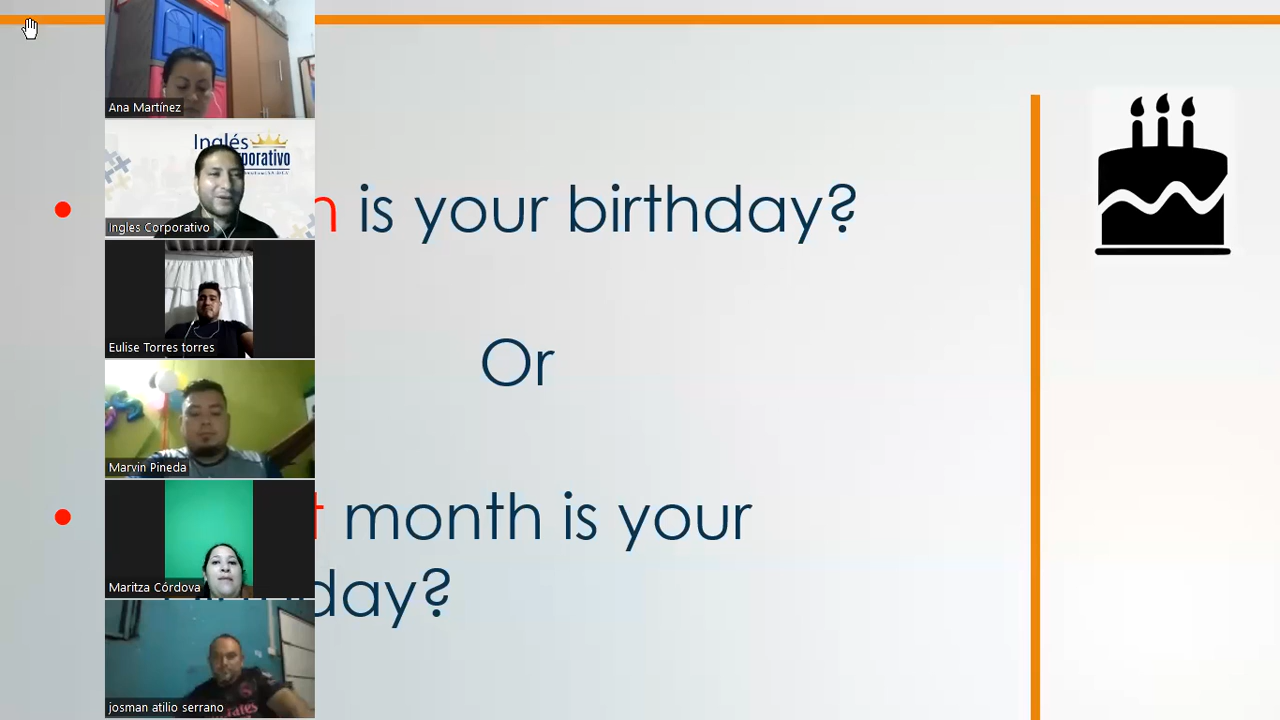 Ana Martínez
Inglés
Ingles Corporativo
is your birthday?
Eulise Torres torres
Or
Marvin Pineda
month is your
Maritza Córdova
day?
josman atilio serrano